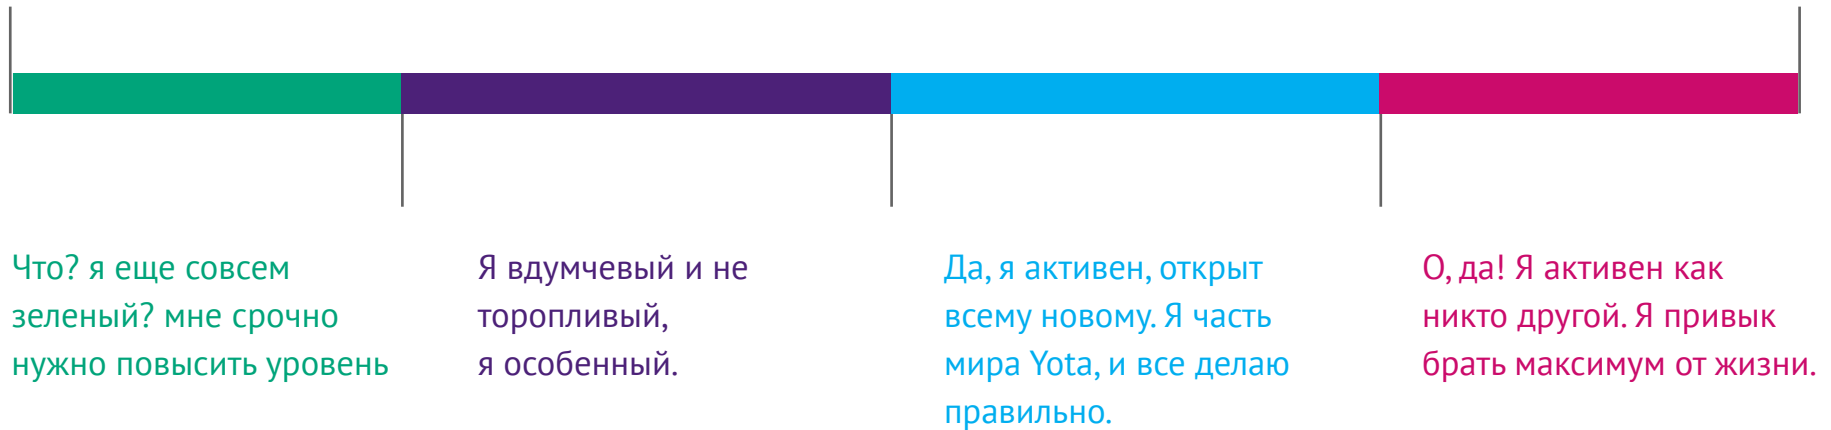 Что? я еще совсем
зеленый? мне срочно
нужно повысить уровень
Я вдумчевый и не
торопливый,
я особенный.
Да, я активен, открыт
всему новому. Я часть
мира Yota, и все делаю
правильно.
О, да! Я активен как
никто другой. Я привык
брать максимум от жизни.